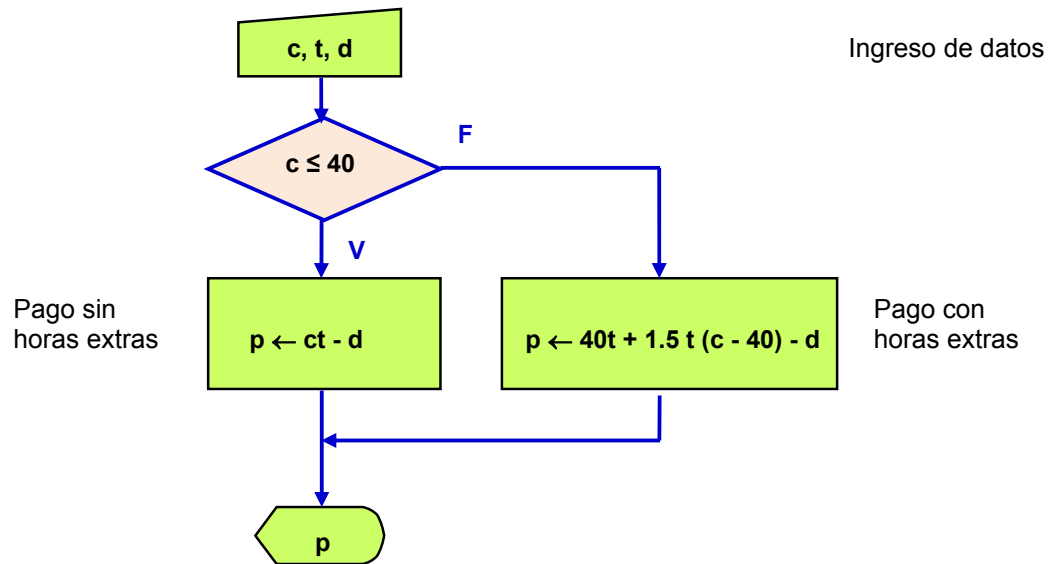 c, t, d
Ingreso de datos
F
c ≤ 40
V
Pago sin
horas extras
p ← ct - d
p ← 40t + 1.5 t (c - 40) - d
Pago con
horas extras
p